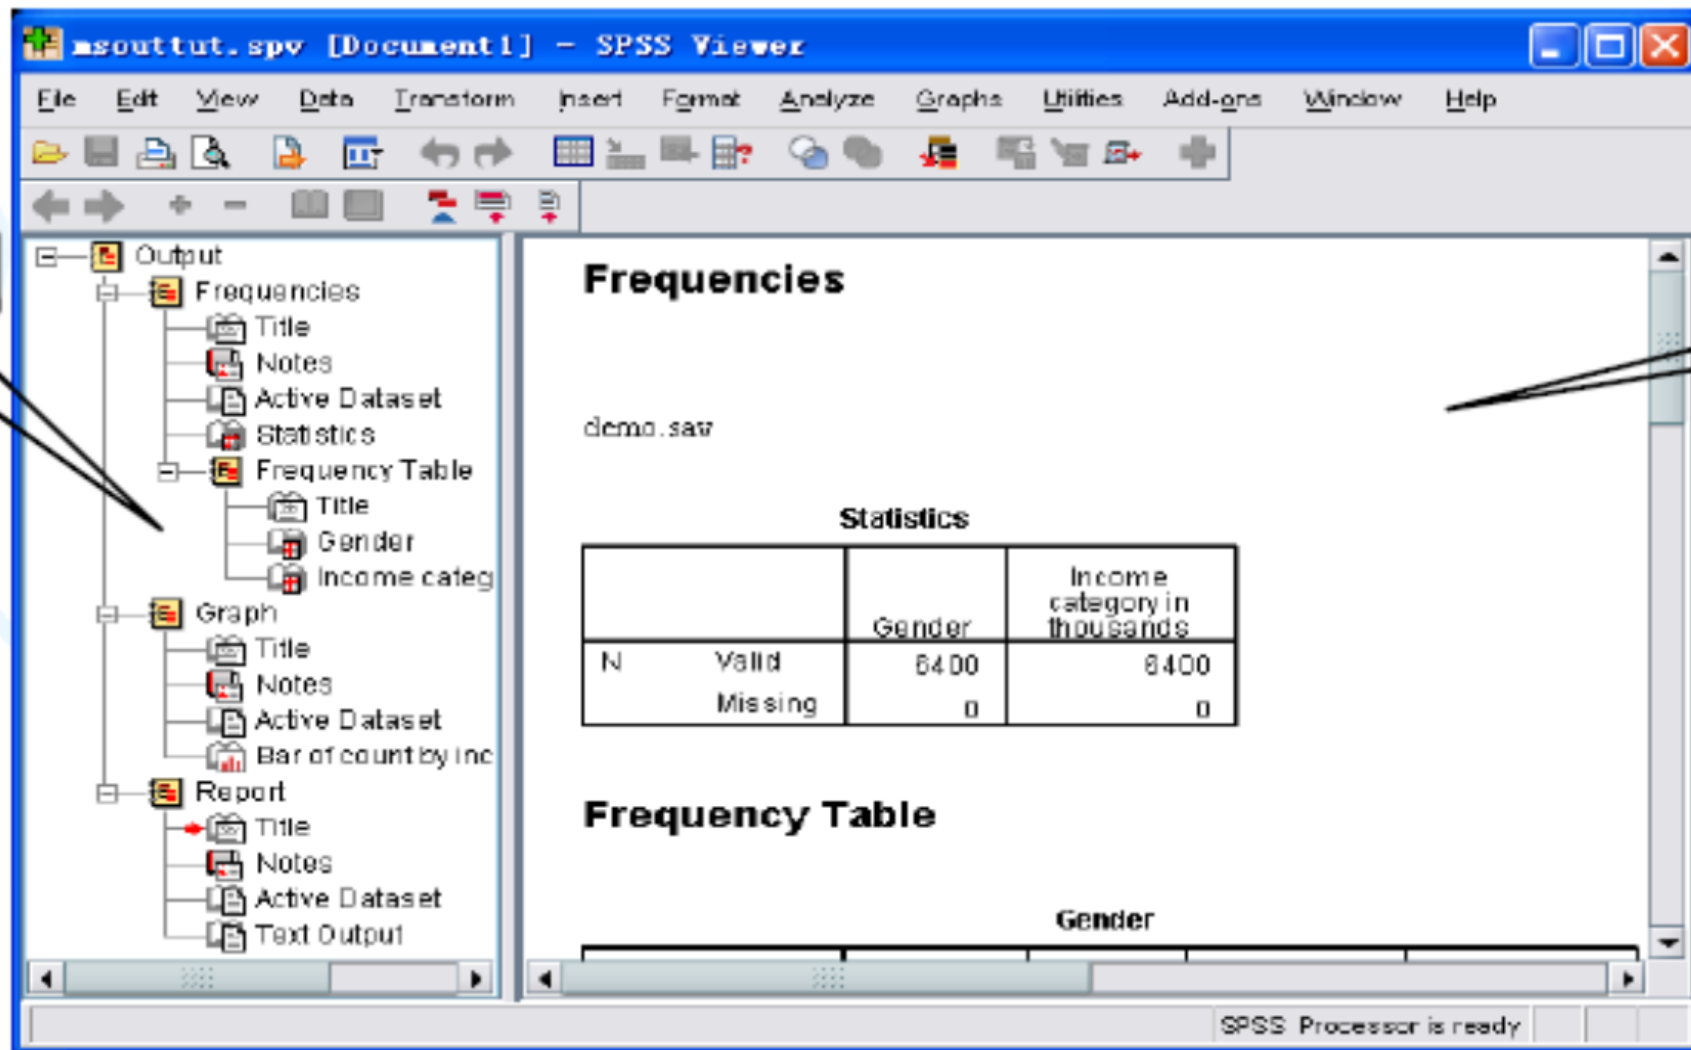 msouttut.spv [Document1] - SPSS Viewer
File Edit View Data Transform Insert Format Analyze Graphs Utilities Add-ons Window Help
Output
Frequencies
Title
Notes
Active Dataset
Statistics
Frequency Table
Title
Gender
Income categ
Graph
Title
Notes
Active Dataset
Bar of count by inc
Report
Title
Notes
Active Dataset
Text Output
Frequencies
demo.sav
Statistics
Gender Income category in thousands
N Valid 6400 6400
Missing 0 0
Frequency Table
Gender
SPSS Processor is ready